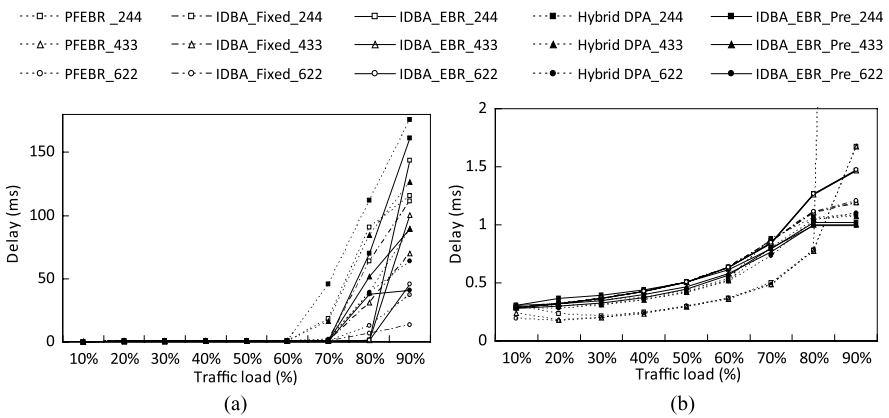 PFEBR _244 IDBA_Fixed_244 IDBA_EBR_244 Hybrid DPA_244 IDBA_EBR_Pre_244
PFEBR_433 IDBA_Fixed_433 IDBA_EBR_433 Hybrid DPA_433 IDBA_EBR_Pre_433
PFEBR_622 IDBA_Fixed_622 IDBA_EBR_622 Hybrid DPA_622 IDBA_EBR_Pre_622
Delay (ms)
150
100
50
0
10% 20% 30% 40% 50% 60% 70% 80% 90%
Traffic load (%)
(a)
Delay (ms)
2
1.5
1
0.5
0
10% 20% 30% 40% 50% 60% 70% 80% 90%
Traffic load (%)
(b)